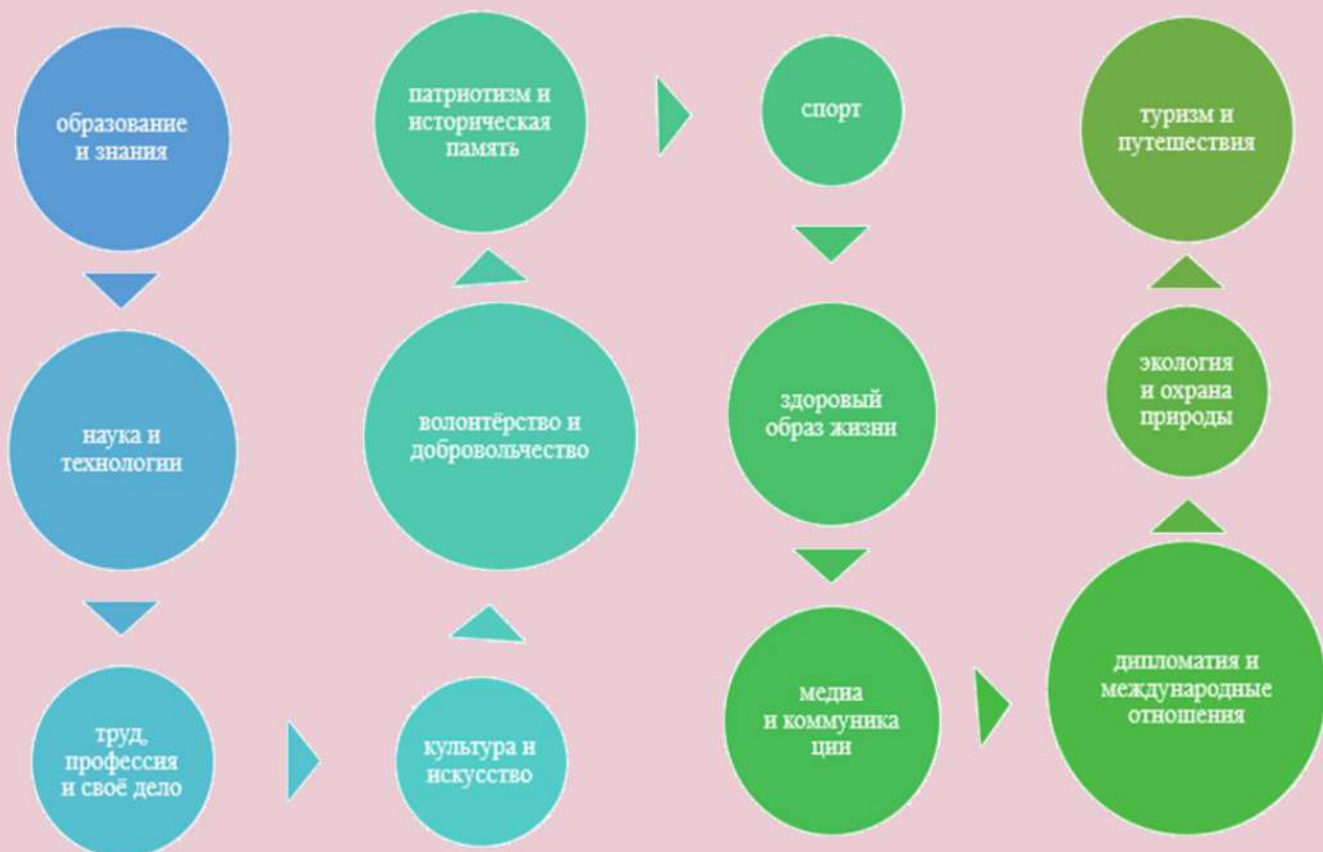 образование
и знания
наука и
технологии
труд,
профессия
и своё дело
культура и
искусство
волонтёрство и
добровольчество
патриотизм и
историческая
память
спорт
здоровый
образ жизни
медиа
и коммуника
ции
дипломатия и
международные
отношения
экология
и охрана
природы
туризм и
путешествия